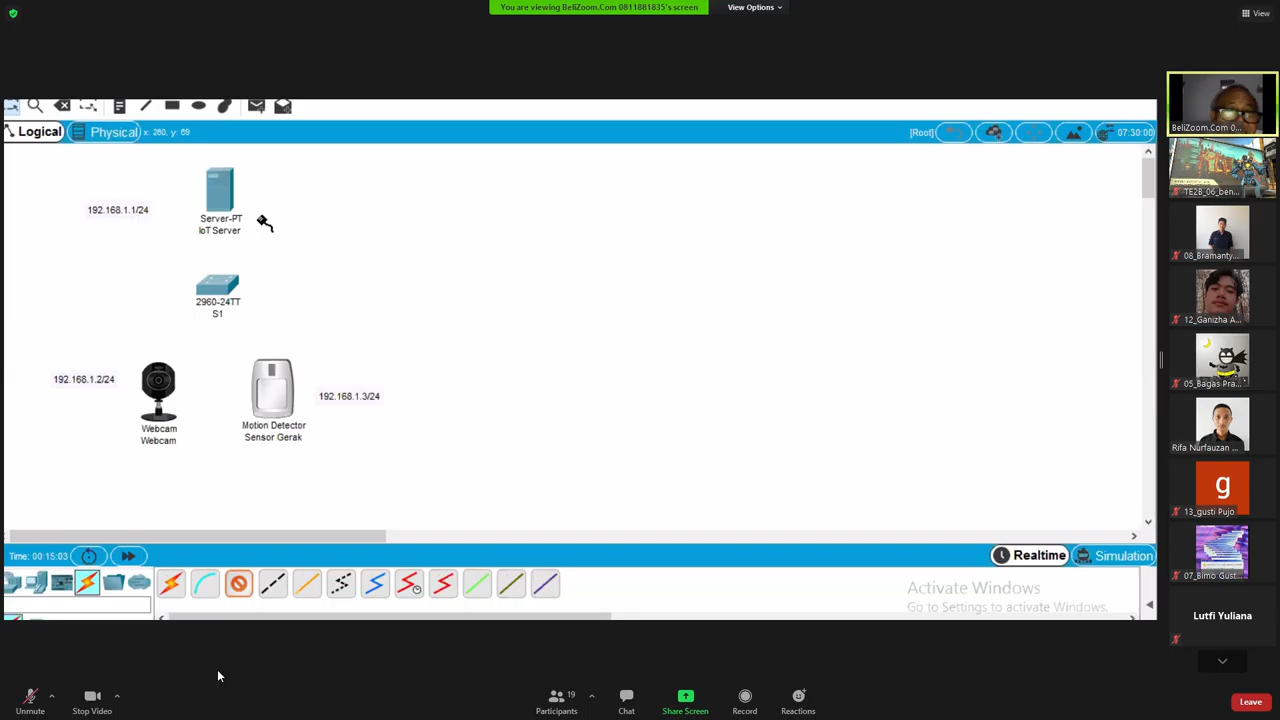 You are viewing BeliZoom.Com 0811881835's screen
View Options
View
Logical
Physical
x: 260, y: 69
[Root]
07:30:00
192.168.1.1/24
Server-PT
IoT Server
2960-24TT
S1
192.168.1.2/24
192.168.1.3/24
Webcam
Webcam
Motion Detector
Sensor Gerak
Time: 00:15:03
Realtime
Simulation
Activate Windows
Go to Settings to activate Windows.
BeliZoom.Com 0...
TE2B_06_ben...
08_Bramanty...
12_Ganizha A...
05_Bagas Pra...
Rifa Nurfauzan ...
g
13_gusti Pujo
07_Bimo Gust...
Lutfi Yuliana
Unmute
Stop Video
19
Participants
Chat
Share Screen
Record
Reactions
Leave